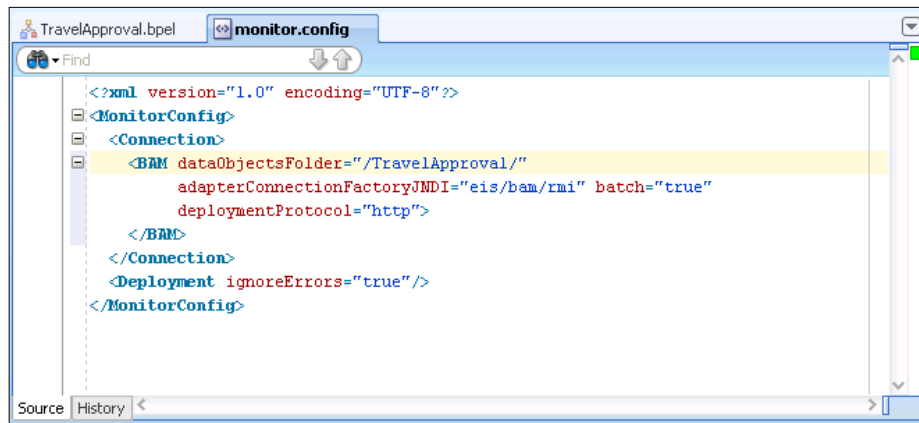 TravelApproval.bpel monitor.config
Find
<?xml version="1.0" encoding="UTF-8"?>
<MonitorConfig>
<Connection>
<BAM dataObjectsFolder="/TravelApproval/"
adapterConnectionFactoryJNDI="eis/bam/rmi" batch="true"
deploymentProtocol="http">
</BAM>
</Connection>
<Deployment ignoreErrors="true"/>
</MonitorConfig>
Source History